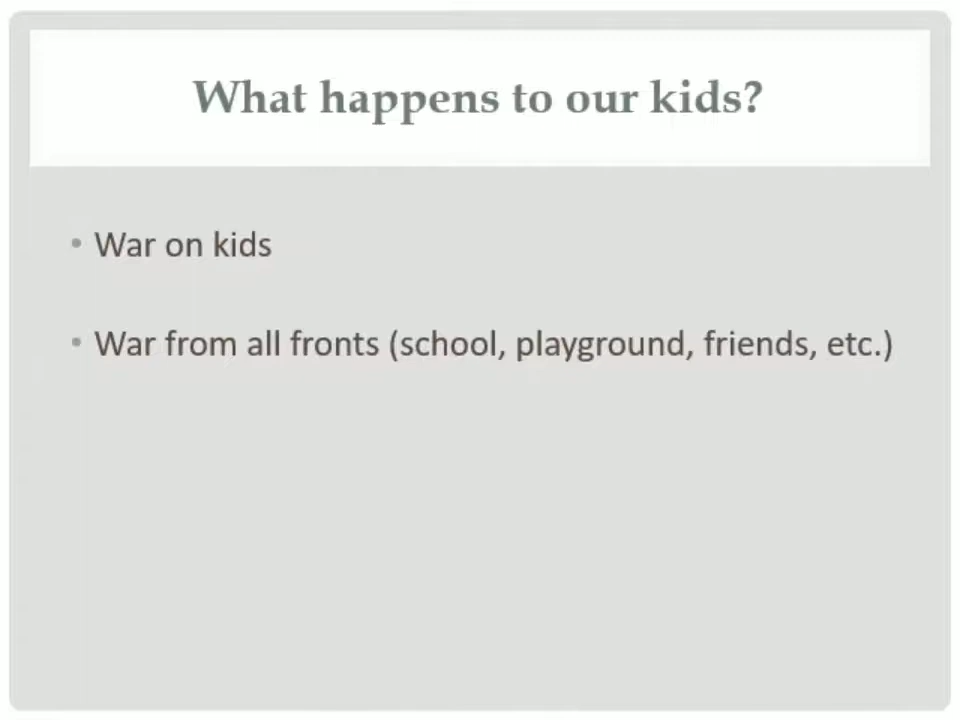 What happens to our kids?
• War on kids
• War from all fronts (school, playground, friends, etc.)